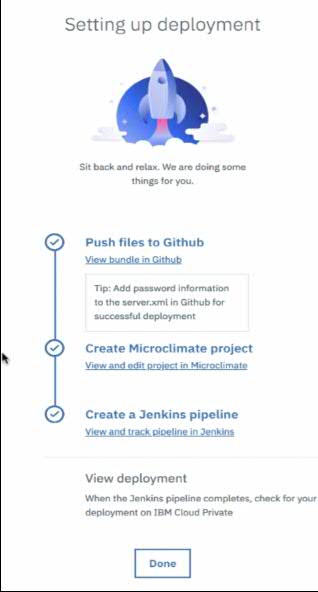 Setting up deployment
Sit back and relax. We are doing some
things for you.
Push files to Github
View bundle in Github
Tip: Add password information
to the server.xml in Github for
successful deployment
Create Microclimate project
View and edit project in Microclimate
Create a Jenkins pipeline
View and track pipeline in Jenkins
View deployment
When the Jenkins pipeline completes, check for your
deployment on IBM Cloud Private
Done